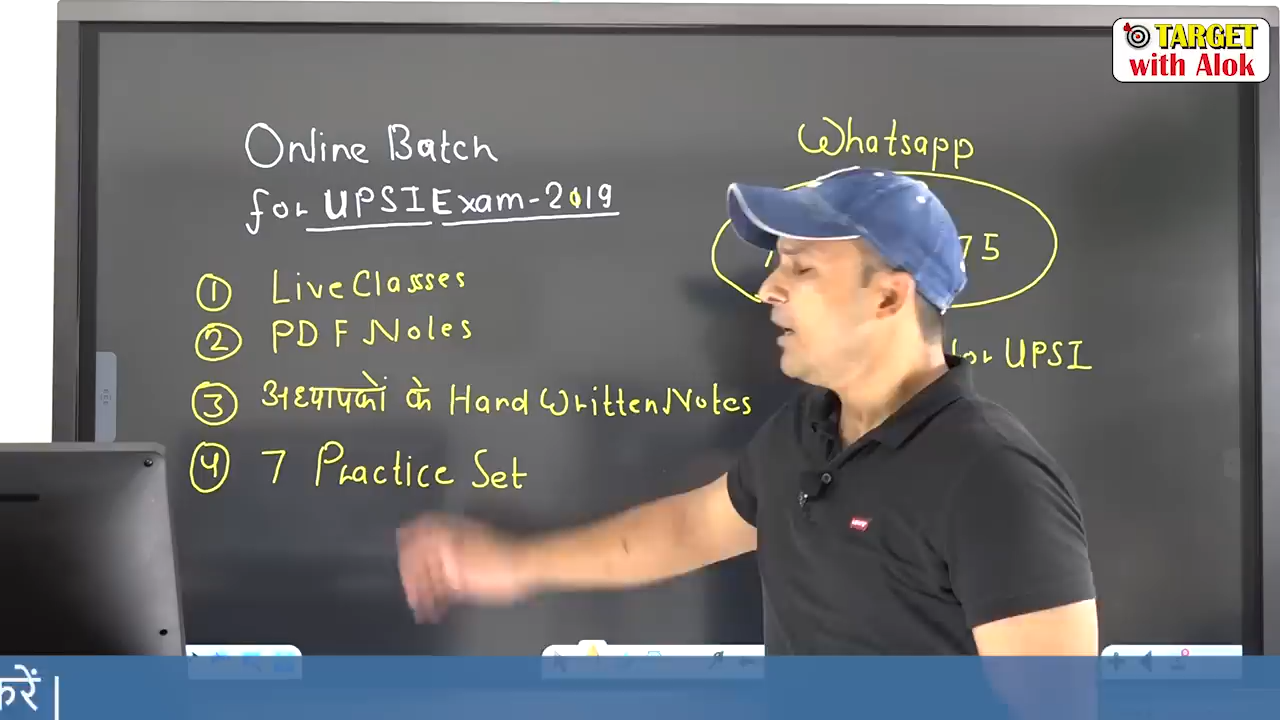 TARGET
with Alok
Online Batch
for UPSI Exam-2019
① Live Classses
② PDF Notes
③ अध्यापकों के Hand Written Notes
④ 7 Practice Set
Whatsapp
75
for UPSI
करें |